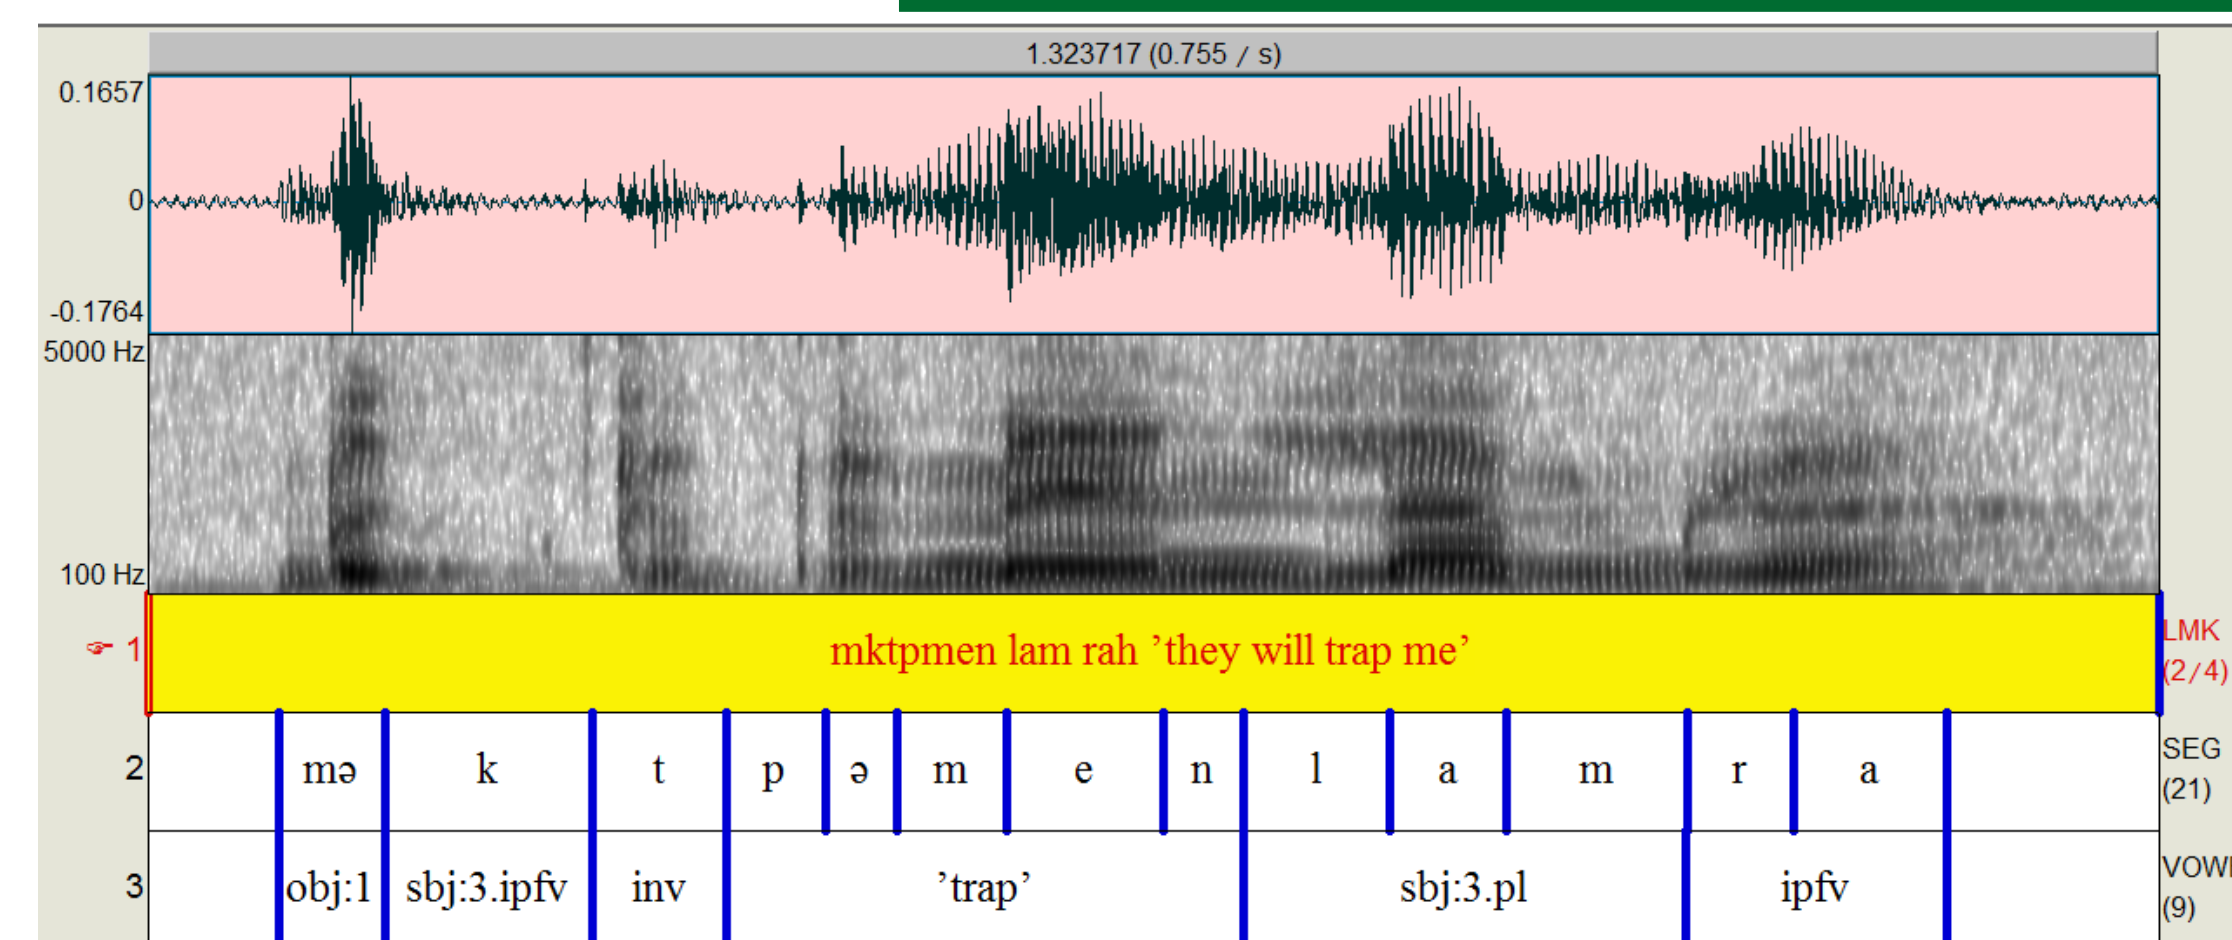 1.323717 (0.755 / s)
0.1657
0
-0.1764
5000 Hz
100 Hz
☞ 1 mktpmen lam rah ’they will trap me’ LMK (2/4)
2 mə k t p ə m e n l a m r a SEG (21)
3 obj:1 sbj:3.ipfv inv ’trap’ sbj:3.pl ipfv VOWE (9)